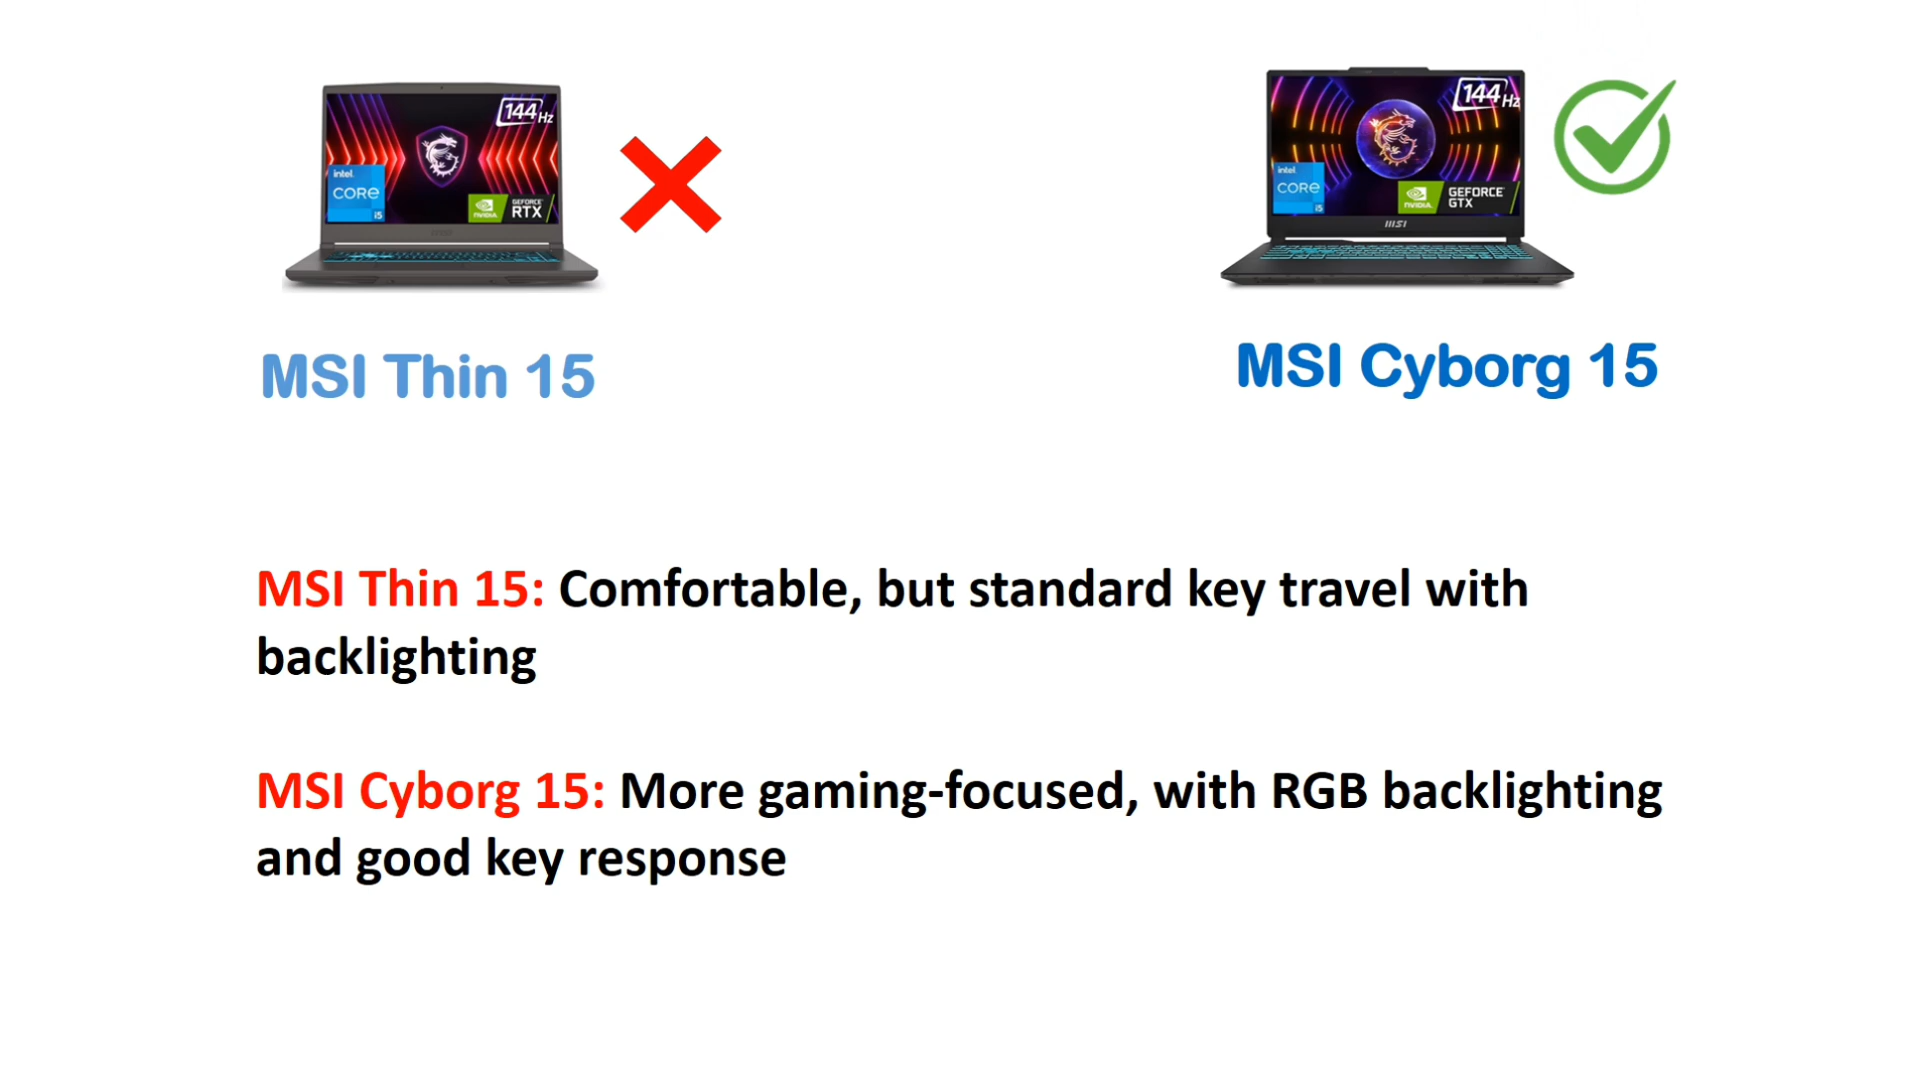 144Hz
intel
CORE
i5
NVIDIA
GEFORCE
RTX
144Hz
intel
CORE
i5
NVIDIA
GEFORCE
GTX
msi
MSI Thin 15
MSI Cyborg 15
MSI Thin 15: Comfortable, but standard key travel with
backlighting
MSI Cyborg 15: More gaming-focused, with RGB backlighting
and good key response